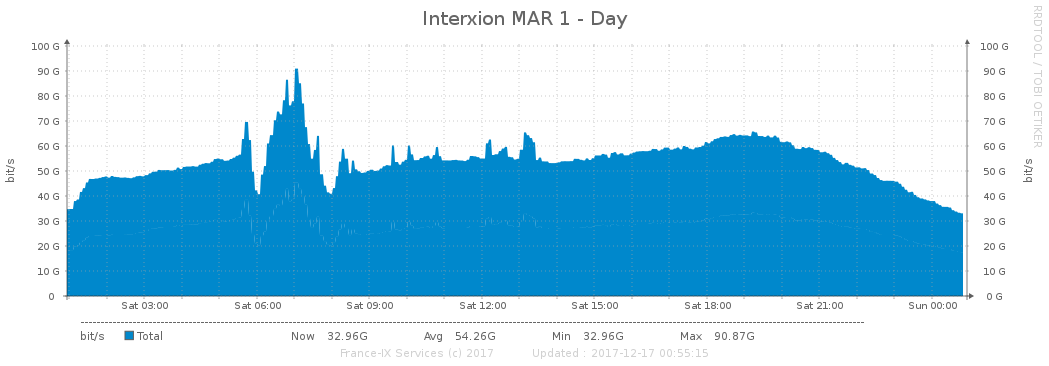 Interxion MAR 1 - Day
RRDTOOL / TOBI OETIKER
bit/s
100 G 100 G
90 G 90 G
80 G 80 G
70 G 70 G
60 G 60 G
50 G 50 G
40 G 40 G
30 G 30 G
20 G 20 G
10 G 10 G
0 0 G
bit/s
Sat 03:00 Sat 06:00 Sat 09:00 Sat 12:00 Sat 15:00 Sat 18:00 Sat 21:00 Sun 00:00
bit/s Total Now 32.96G Avg 54.26G Min 32.96G Max 90.87G
France-IX Services (c) 2017 Updated : 2017-12-17 00:55:15